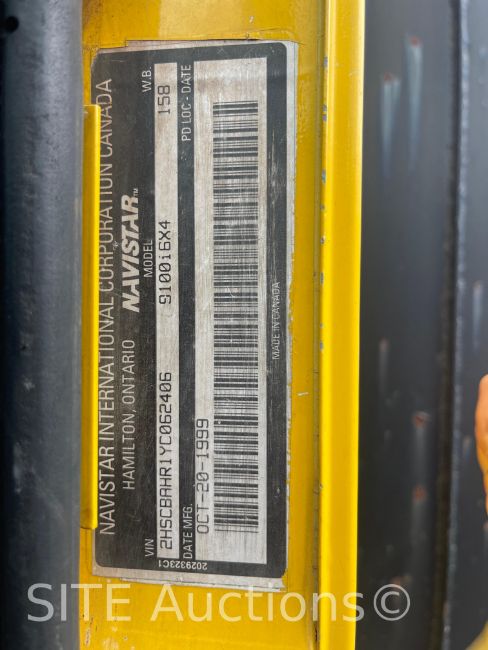 NAVISTAR INTERNATIONAL CORPORATION CANADA
HAMILTON, ONTARIO NAVISTAR™
VIN MODEL W.B.
2HSCBAHR1YC062406 9100i6X4 158
DATE MFG. PD LOC - DATE
OCT-20-1999
MADE IN CANADA
2029323C1
SITE Auctions©